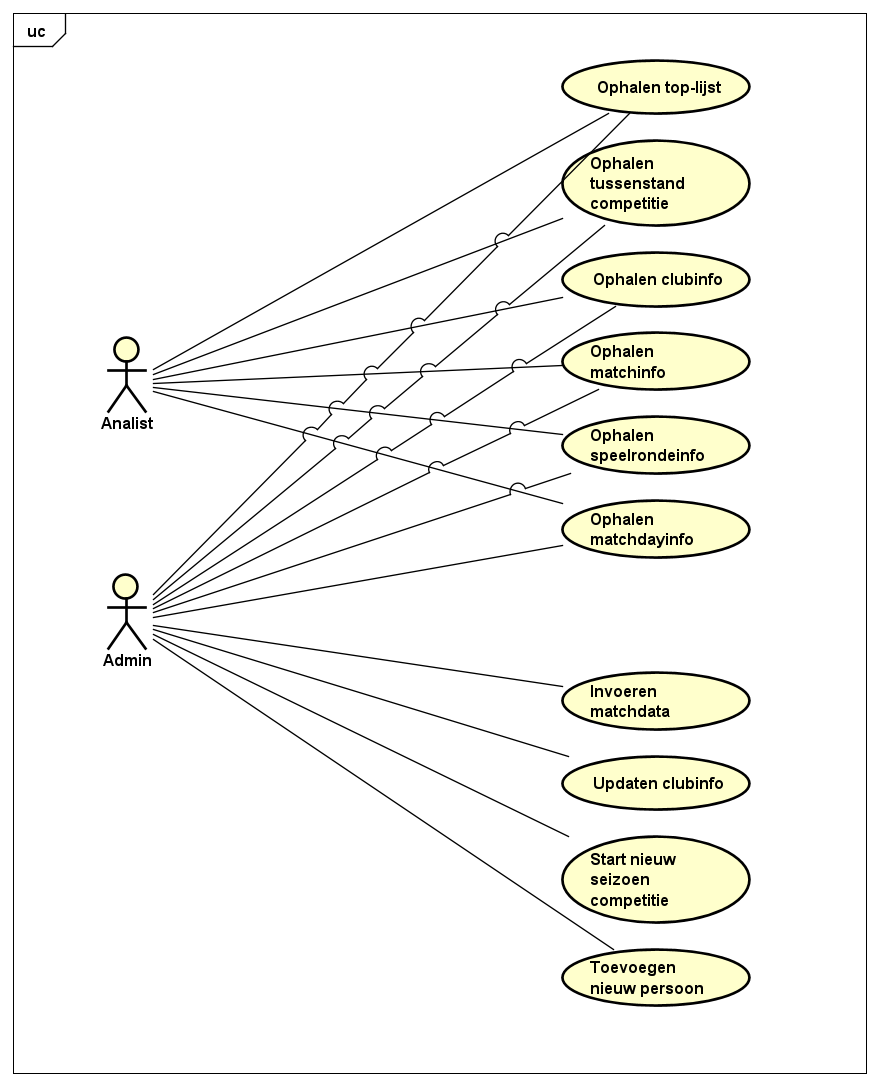 uc
Ophalen top-lijst
Ophalen
tussenstand
competitie
Ophalen clubinfo
Ophalen
matchinfo
Analist
Ophalen
speelrondeinfo
Ophalen
matchdayinfo
Admin
Invoeren
matchdata
Updaten clubinfo
Start nieuw
seizoen
competitie
Toevoegen
nieuw persoon